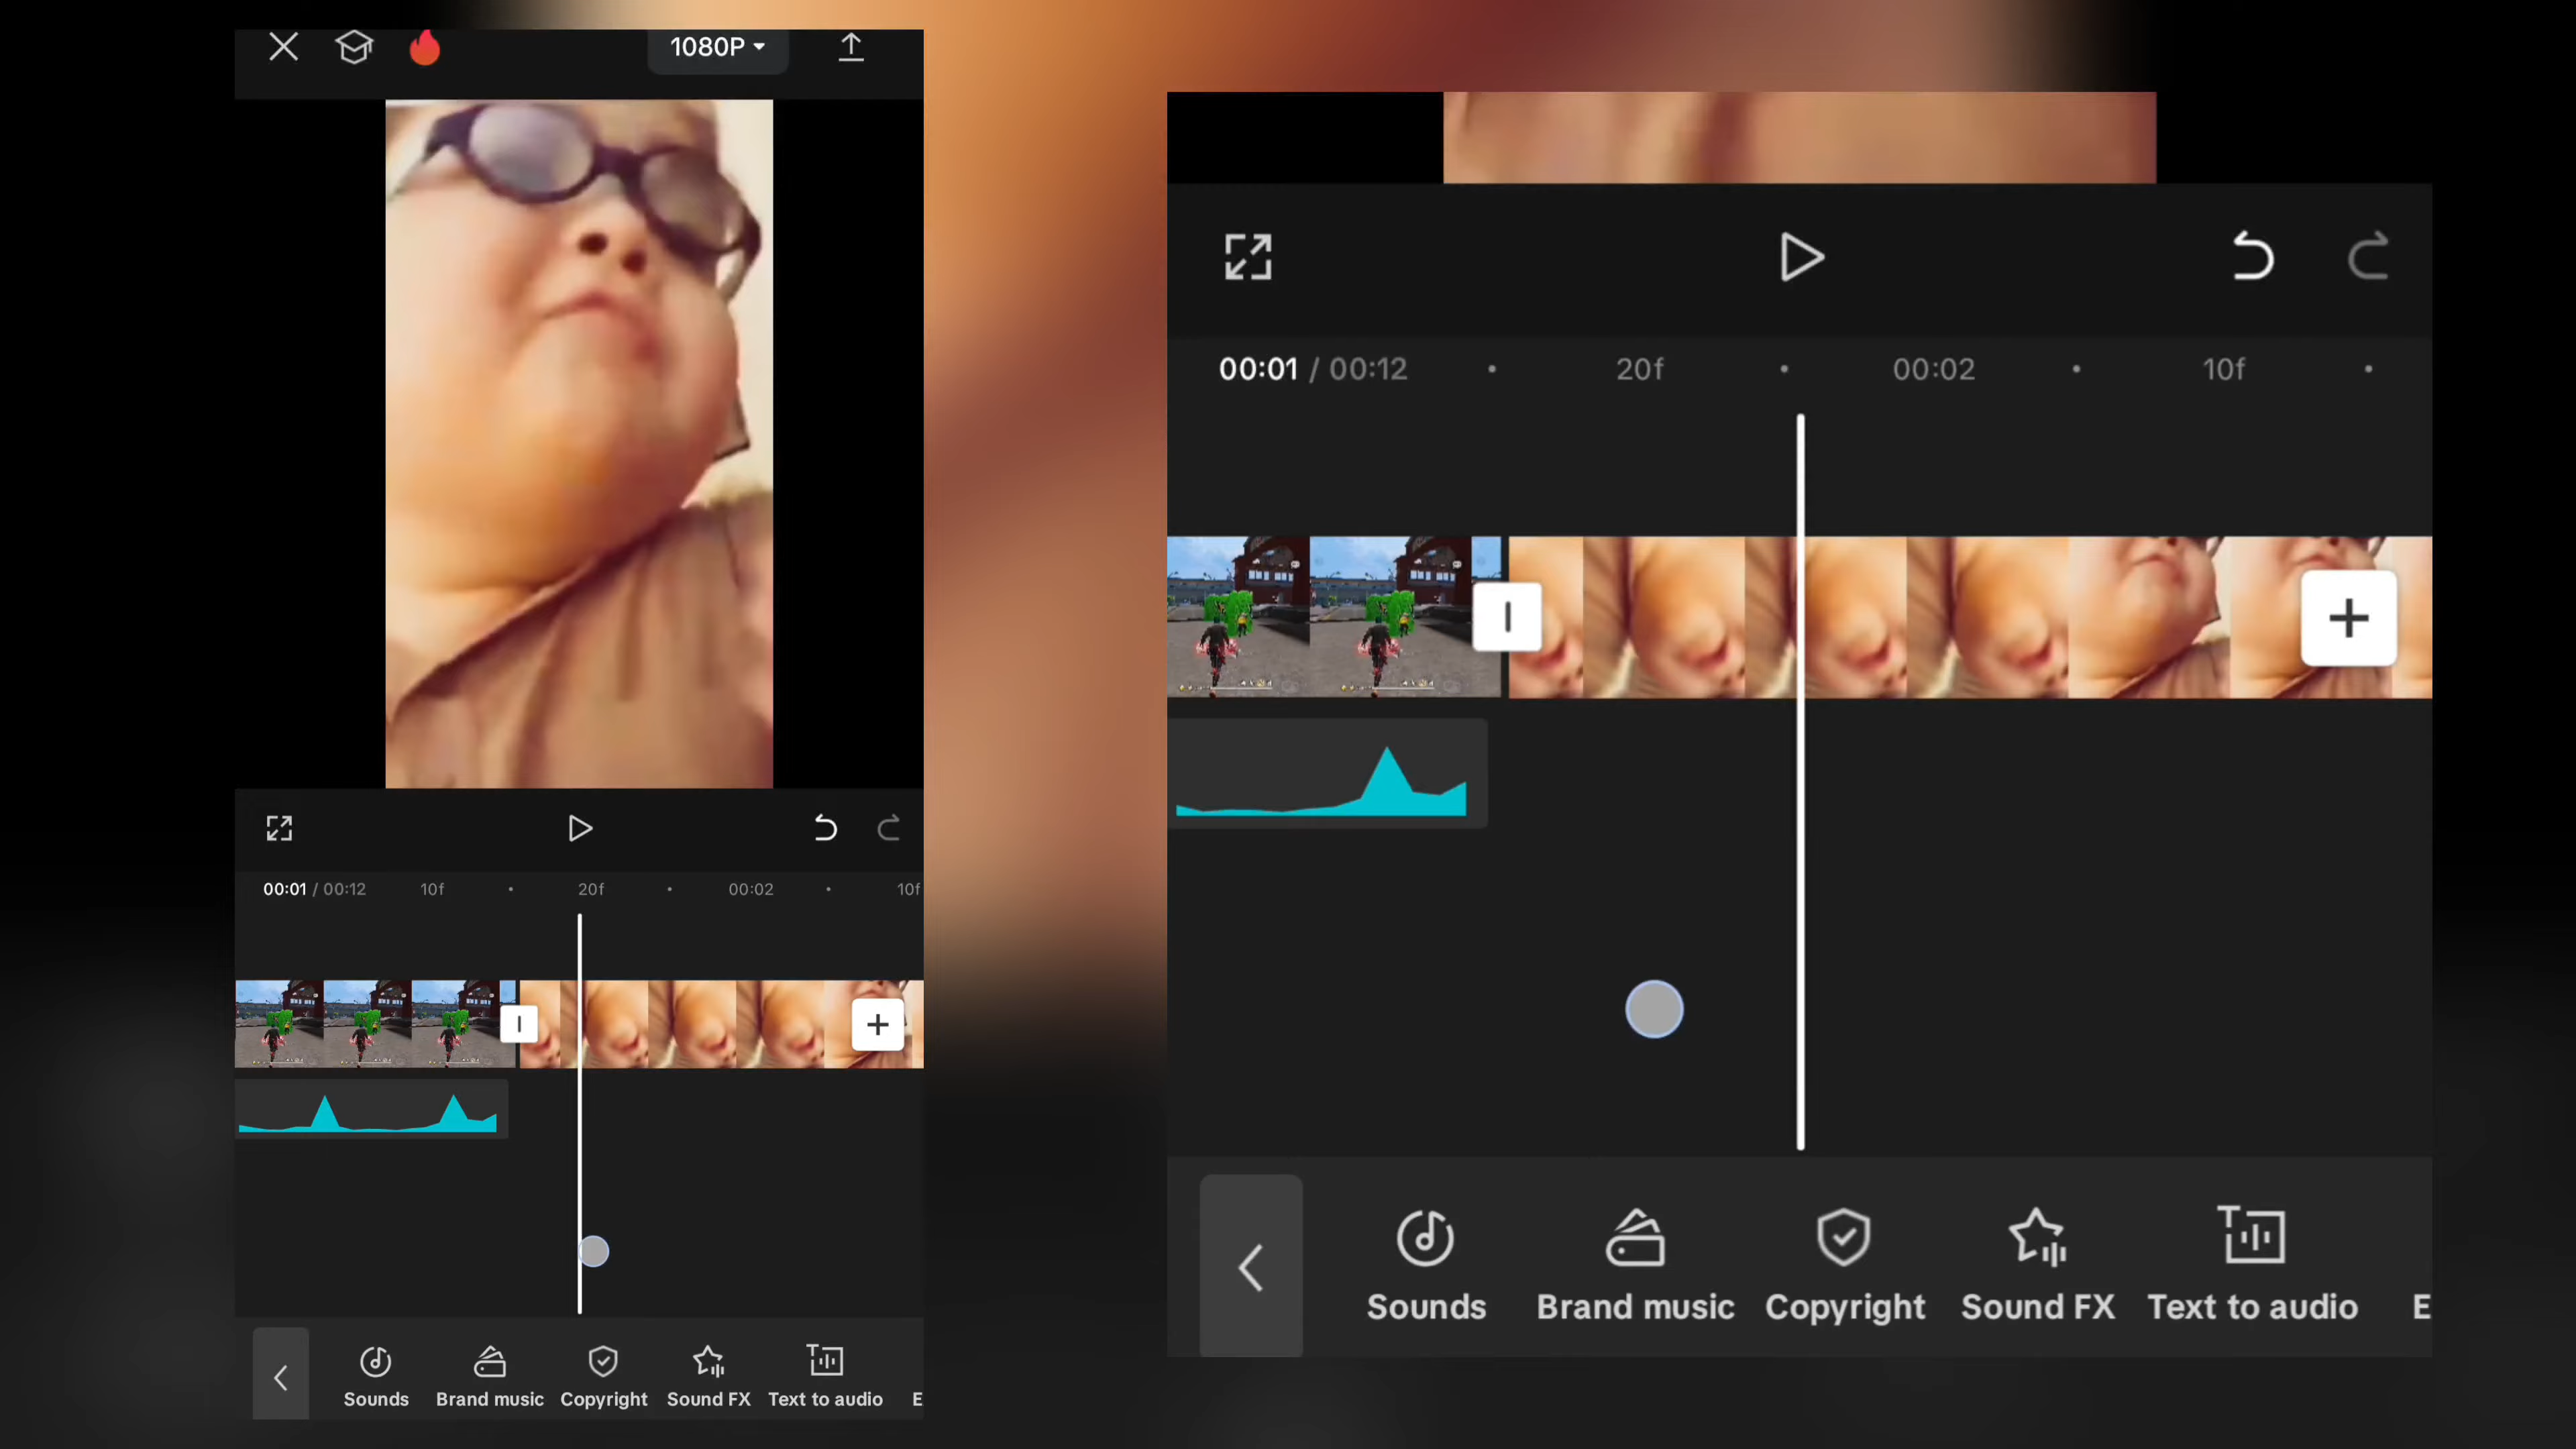 1080P
00:01 / 00:12 10f 20f 00:02 10f
Sounds Brand music Copyright Sound FX Text to audio E
00:01 / 00:12 20f 00:02 10f
Sounds Brand music Copyright Sound FX Text to audio E